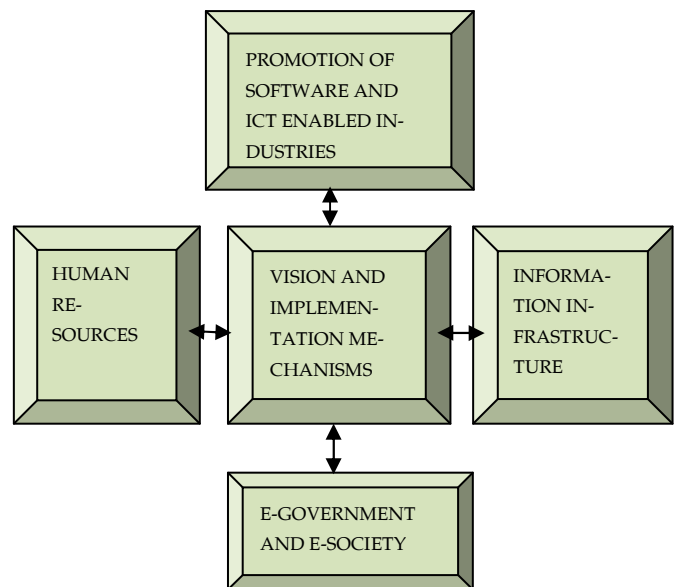 PROMOTION OF
SOFTWARE AND
ICT ENABLED IN-
DUSTRIES
HUMAN
RE-
SOURCES
VISION AND
IMPLEMEN-
TATION ME-
CHANISMS
INFORMA-
TION IN-
FRASTRUC-
TURE
E-GOVERNMENT
AND E-SOCIETY